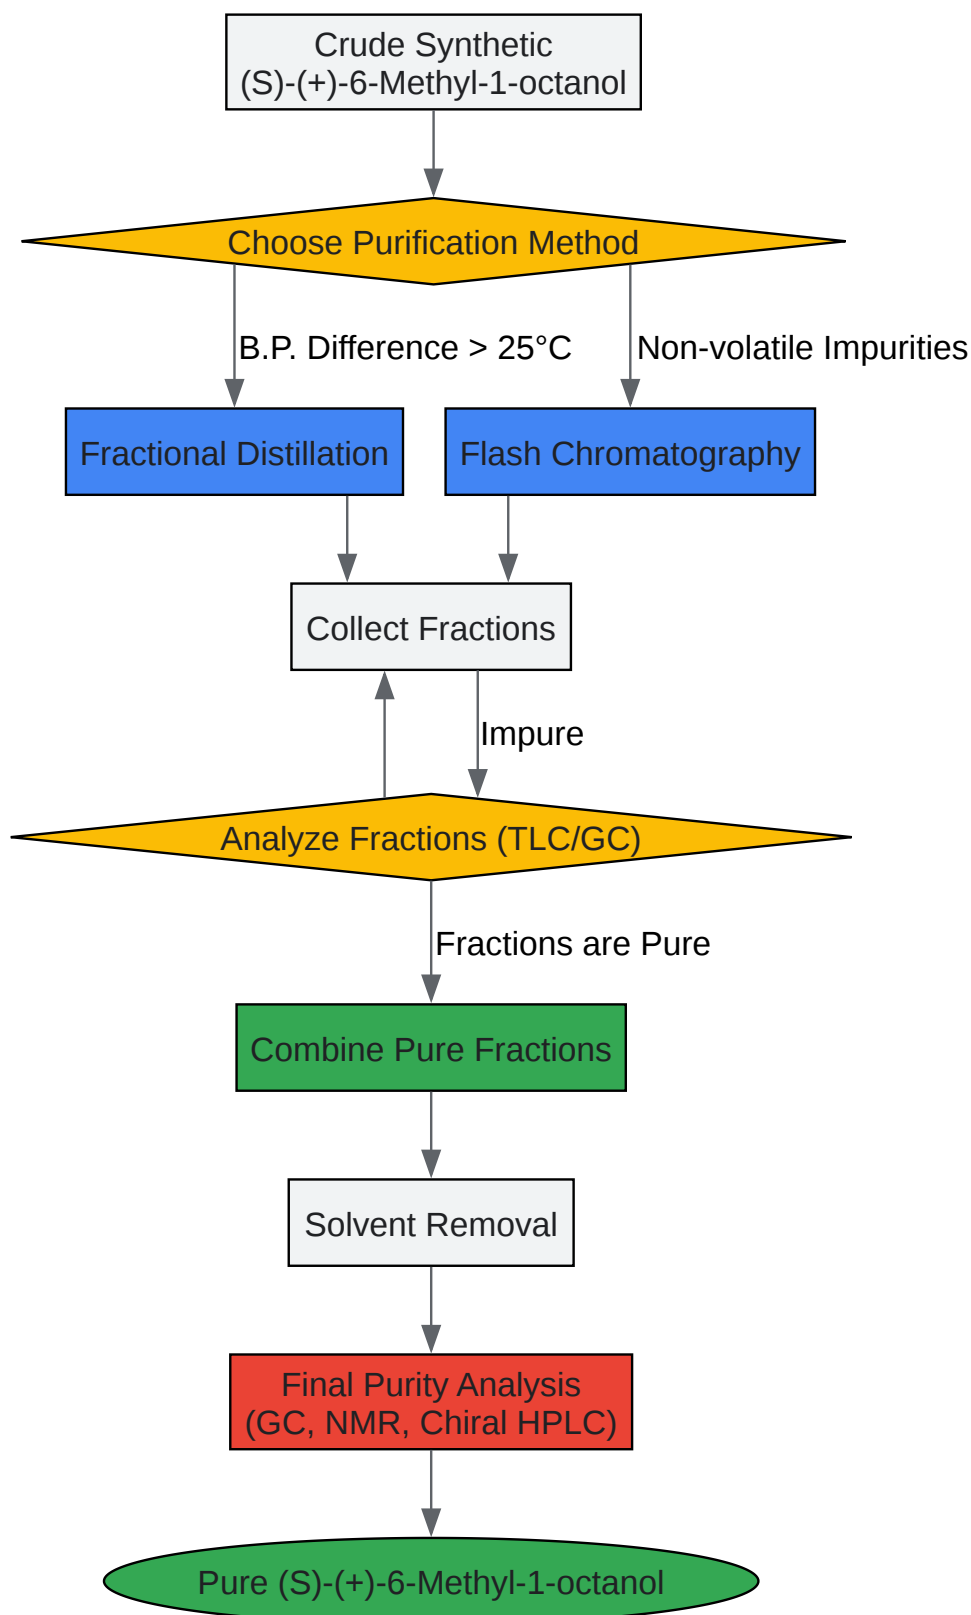 Crude Synthetic
(S)-(+)-6-Methyl-1-octanol
Choose Purification Method
B.P. Difference > 25°C
Non-volatile Impurities
Fractional Distillation
Flash Chromatography
Collect Fractions
Impure
Analyze Fractions (TLC/GC)
Fractions are Pure
Combine Pure Fractions
Solvent Removal
Final Purity Analysis
(GC, NMR, Chiral HPLC)
Pure (S)-(+)-6-Methyl-1-octanol